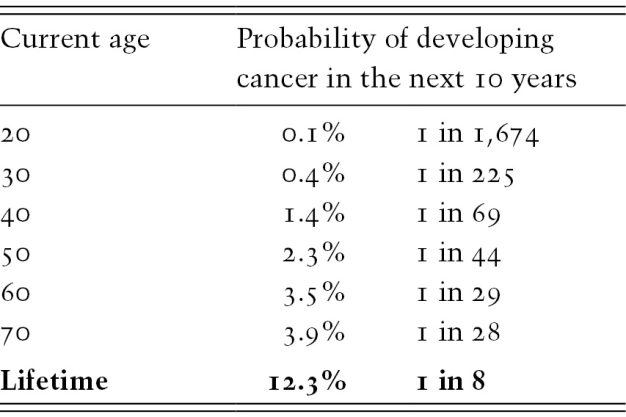 Current age Probability of developing
cancer in the next 10 years
20 0.1% 1 in 1,674
30 0.4% 1 in 225
40 1.4% 1 in 69
50 2.3% 1 in 44
60 3.5% 1 in 29
70 3.9% 1 in 28
Lifetime 12.3% 1 in 8